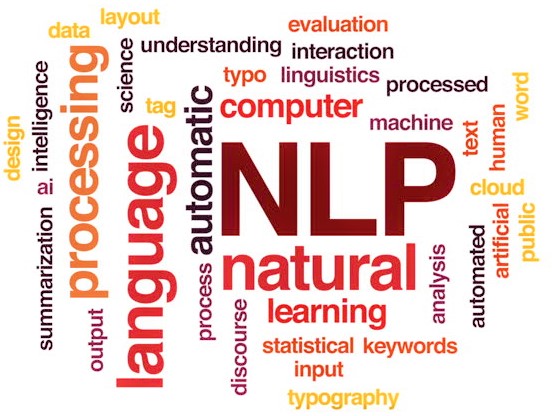 layout
data
evaluation
understanding
interaction
science
processing
typo
linguistics
processed
intelligence
design
tag
computer
word
machine
text
human
automatic
language
NLP
ai.
cloud
public
artificial
summarization
natural
process
analysis
automated
output
discourse
learning
statistical
keywords
input
typography